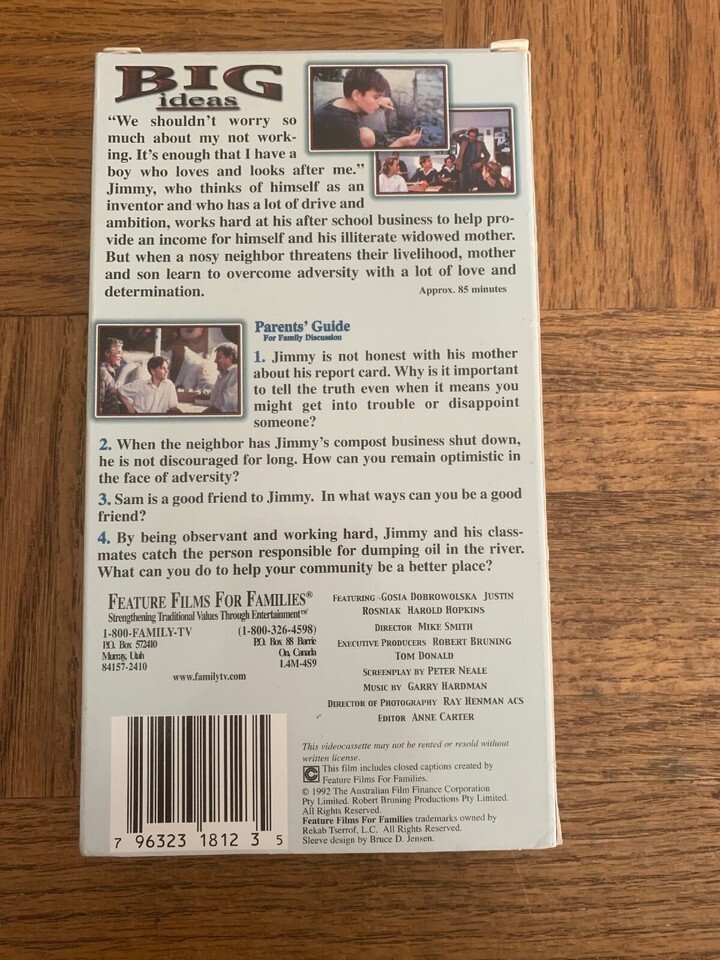 BIG
ideas
“We shouldn’t worry so
much about my not work-
ing. It’s enough that I have a
boy who loves and looks after me.”
Jimmy, who thinks of himself as an
inventor and who has a lot of drive and
ambition, works hard at his after school business to help pro-
vide an income for himself and his illiterate widowed mother.
But when a nosy neighbor threatens their livelihood, mother
and son learn to overcome adversity with a lot of love and
determination.
Approx. 85 minutes
Parents’ Guide
For Family Discussion
1. Jimmy is not honest with his mother
about his report card. Why is it important
to tell the truth even when it means you
might get into trouble or disappoint
someone?
2. When the neighbor has Jimmy’s compost business shut down,
he is not discouraged for long. How can you remain optimistic in
the face of adversity?
3. Sam is a good friend to Jimmy. In what ways can you be a good
friend?
4. By being observant and working hard, Jimmy and his class-
mates catch the person responsible for dumping oil in the river.
What can you do to help your community be a better place?
FEATURE FILMS FOR FAMILIES®
Strengthening Traditional Values Through Entertainment™
1-800-FAMILY-TV (1-800-326-4598)
P.O. Box 572410 P.O. Box 88 Barrie
Murray, Utah On, Canada
84157-2410 L4M-4S9
www.familytv.com
FEATURING GOSIA DOBROWOLSKA JUSTIN
ROSNIAK HAROLD HOPKINS
DIRECTOR MIKE SMITH
EXECUTIVE PRODUCERS ROBERT BRUNING
TOM DONALD
SCREENPLAY BY PETER NEALE
MUSIC BY GARRY HARDMAN
DIRECTOR OF PHOTOGRAPHY RAY HENMAN ACS
EDITOR ANNE CARTER
This videocassette may not be rented or resold without
written license.
This film includes closed captions created by
Feature Films For Families.
© 1992 The Australian Film Finance Corporation
Pty Limited. Robert Bruning Productions Pty Limited.
All Rights Reserved.
Feature Films For Families trademarks owned by
Rekab Tserrof, L.C. All Rights Reserved.
Sleeve design by Bruce D. Jensen.
7 96323 1812 3 5